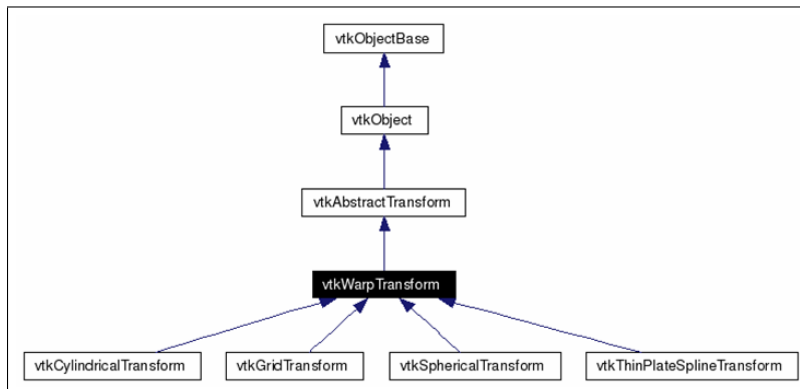 vtkObjectBase
vtkObject
vtkAbstractTransform
vtkWarpTransform
vtkCylindricalTransform
vtkGridTransform
vtkSphericalTransform
vtkThinPlateSplineTransform